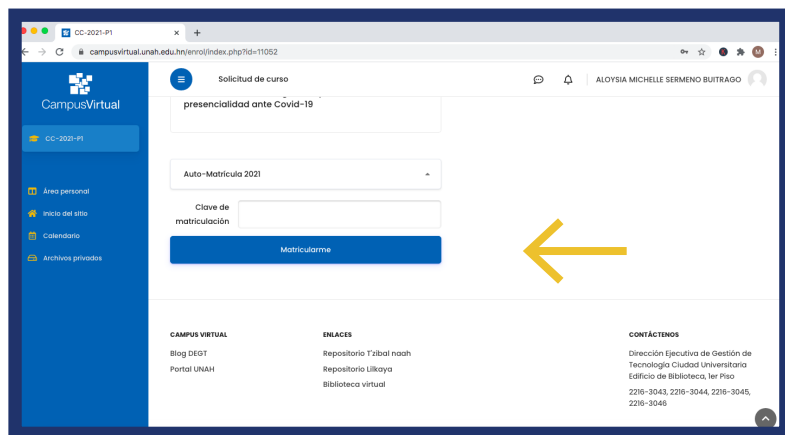 CC-2021-P1
campusvirtual.unah.edu.hn/enrol/index.php?id=11052
M
CampusVirtual
Solicitud de curso
ALOYSIA MICHELLE SERMEÑO BUITRAGO
presencialidad ante Covid-19
CC-2021-P1
Auto-Matrícula 2021
Área personal
Inicio del sitio
Calendario
Archivos privados
Clave de
matriculación
Matricularme
CAMPUS VIRTUAL
Blog DEGT
Portal UNAH
ENLACES
Repositorio T'zibal naah
Repositorio Lilkaya
Biblioteca virtual
CONTÁCTENOS
Dirección Ejecutiva de Gestión de
Tecnología Ciudad Universitaria
Edificio de Biblioteca, 1er Piso
2216-3043, 2216-3044, 2216-3045,
2216-3046